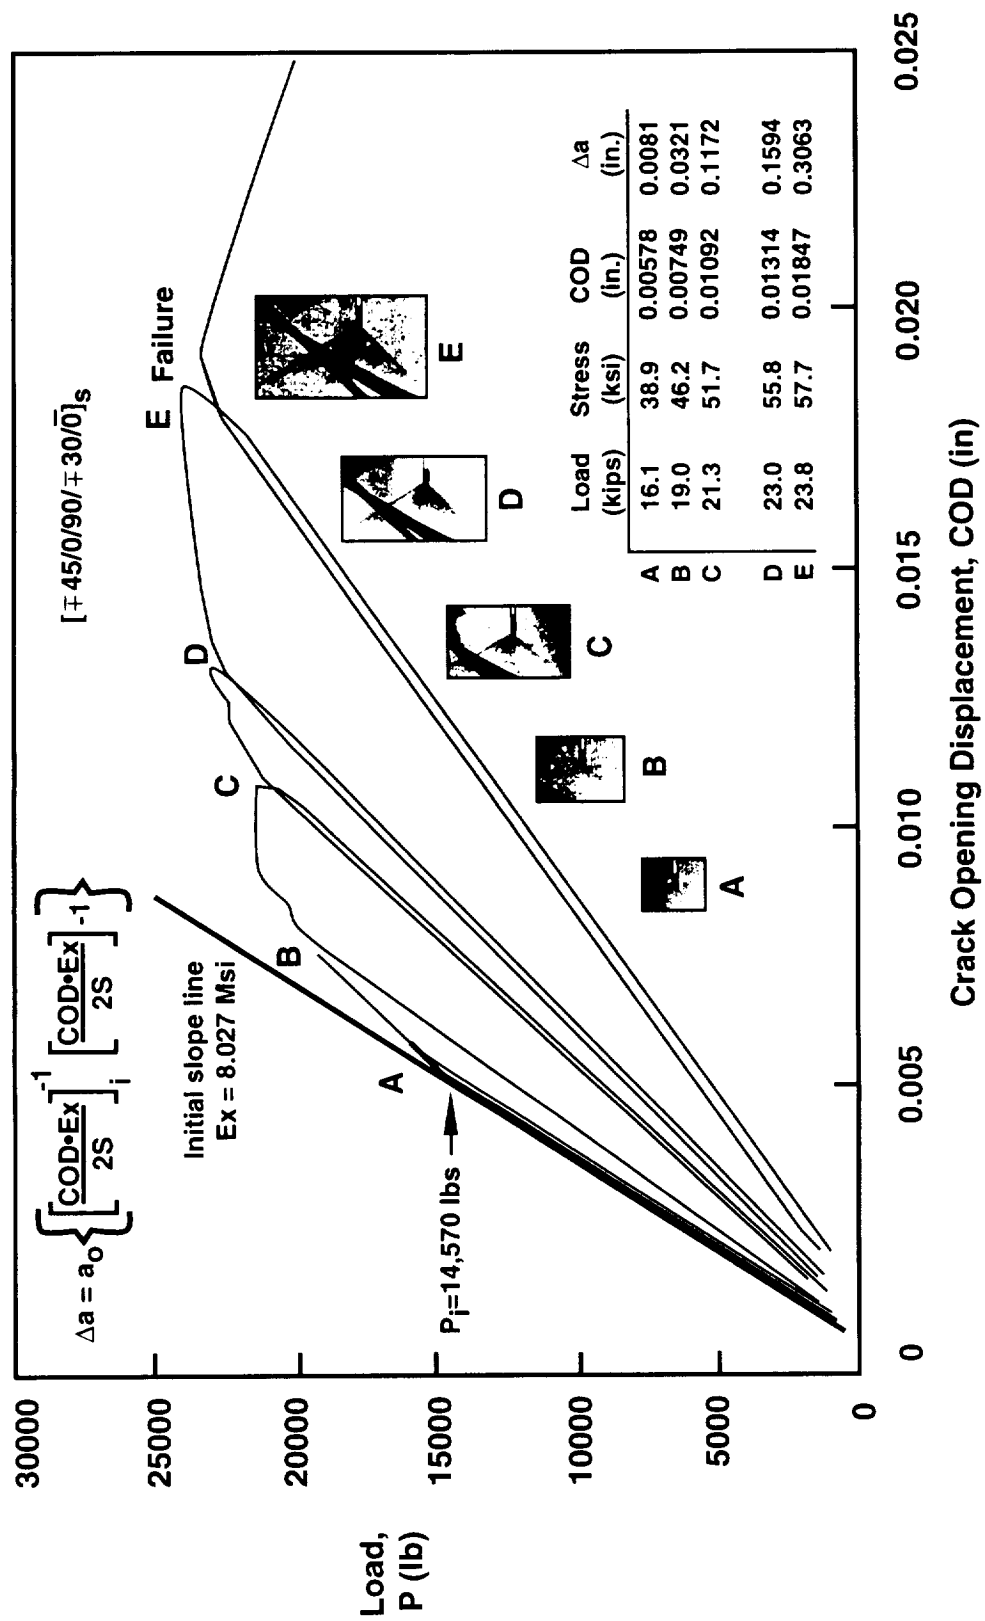 [∓45/0/90/∓30/0̅]s
Δa = ao{[COD•Ex/2S]i^-1 [COD•Ex/2S]^-1}
Initial slope line
Ex = 8.027 Msi
Pi=14,570 lbs
A
B
C
D
E Failure
A
B
C
D
E
Load Stress COD Δa
(kips) (ksi) (in.) (in.)
A 16.1 38.9 0.00578 0.0081
B 19.0 46.2 0.00749 0.0321
C 21.3 51.7 0.01092 0.1172
D 23.0 55.8 0.01314 0.1594
E 23.8 57.7 0.01847 0.3063
Load,
P (lb)
30000
25000
20000
15000
10000
5000
0
0 0.005 0.010 0.015 0.020 0.025
Crack Opening Displacement, COD (in)